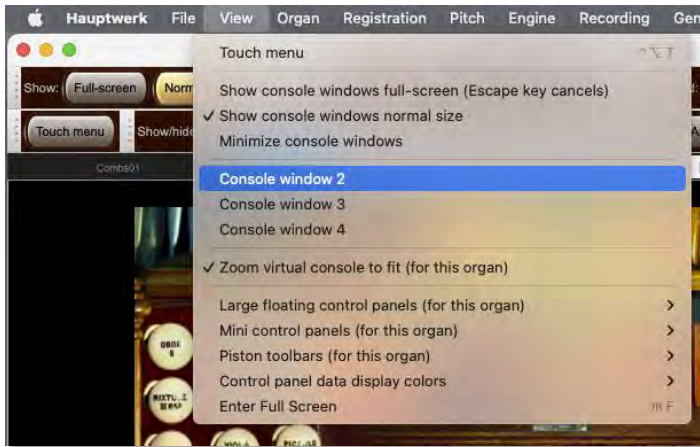 Hauptwerk File View Organ Registration Pitch Engine Recording Gen
Touch menu
Show: Full-screen Norm
Show console windows full-screen (Escape key cancels)
✓ Show console windows normal size
Touch menu Show/hide
Minimize console windows
Combs01
Console window 2
Console window 3
Console window 4
✓ Zoom virtual console to fit (for this organ)
Large floating control panels (for this organ) >
Mini control panels (for this organ) >
OBOE
8
Piston toolbars (for this organ) >
Control panel data display colors >
Enter Full Screen F
VIOLA